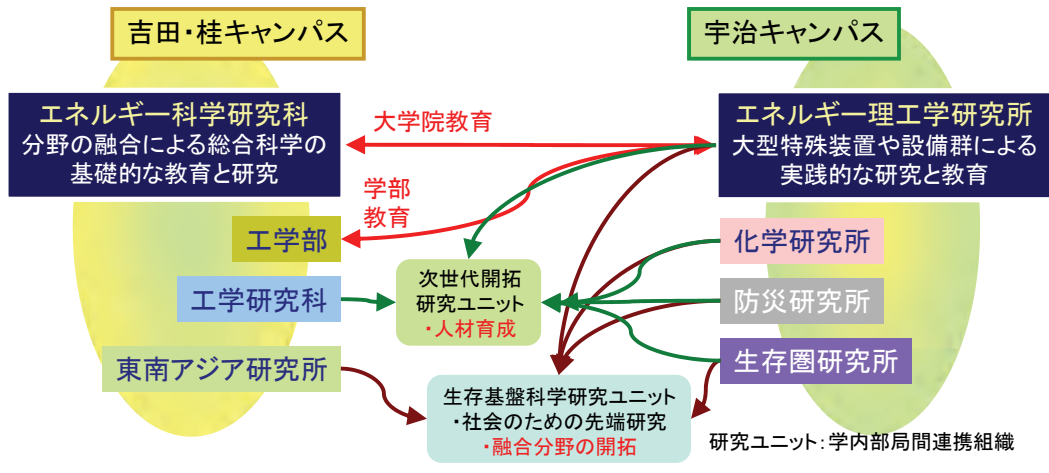 吉田・桂キャンパス
宇治キャンパス
エネルギー科学研究科
分野の融合による総合科学の
基礎的な教育と研究
大学院教育
エネルギー理工学研究所
大型特殊装置や設備群による
実践的な研究と教育
学部
教育
工学部
化学研究所
次世代開拓
研究ユニット
・人材育成
工学研究科
防災研究所
東南アジア研究所
生存圏研究所
生存基盤科学研究ユニット
・社会のための先端研究
・融合分野の開拓
研究ユニット:学内部局間連携組織